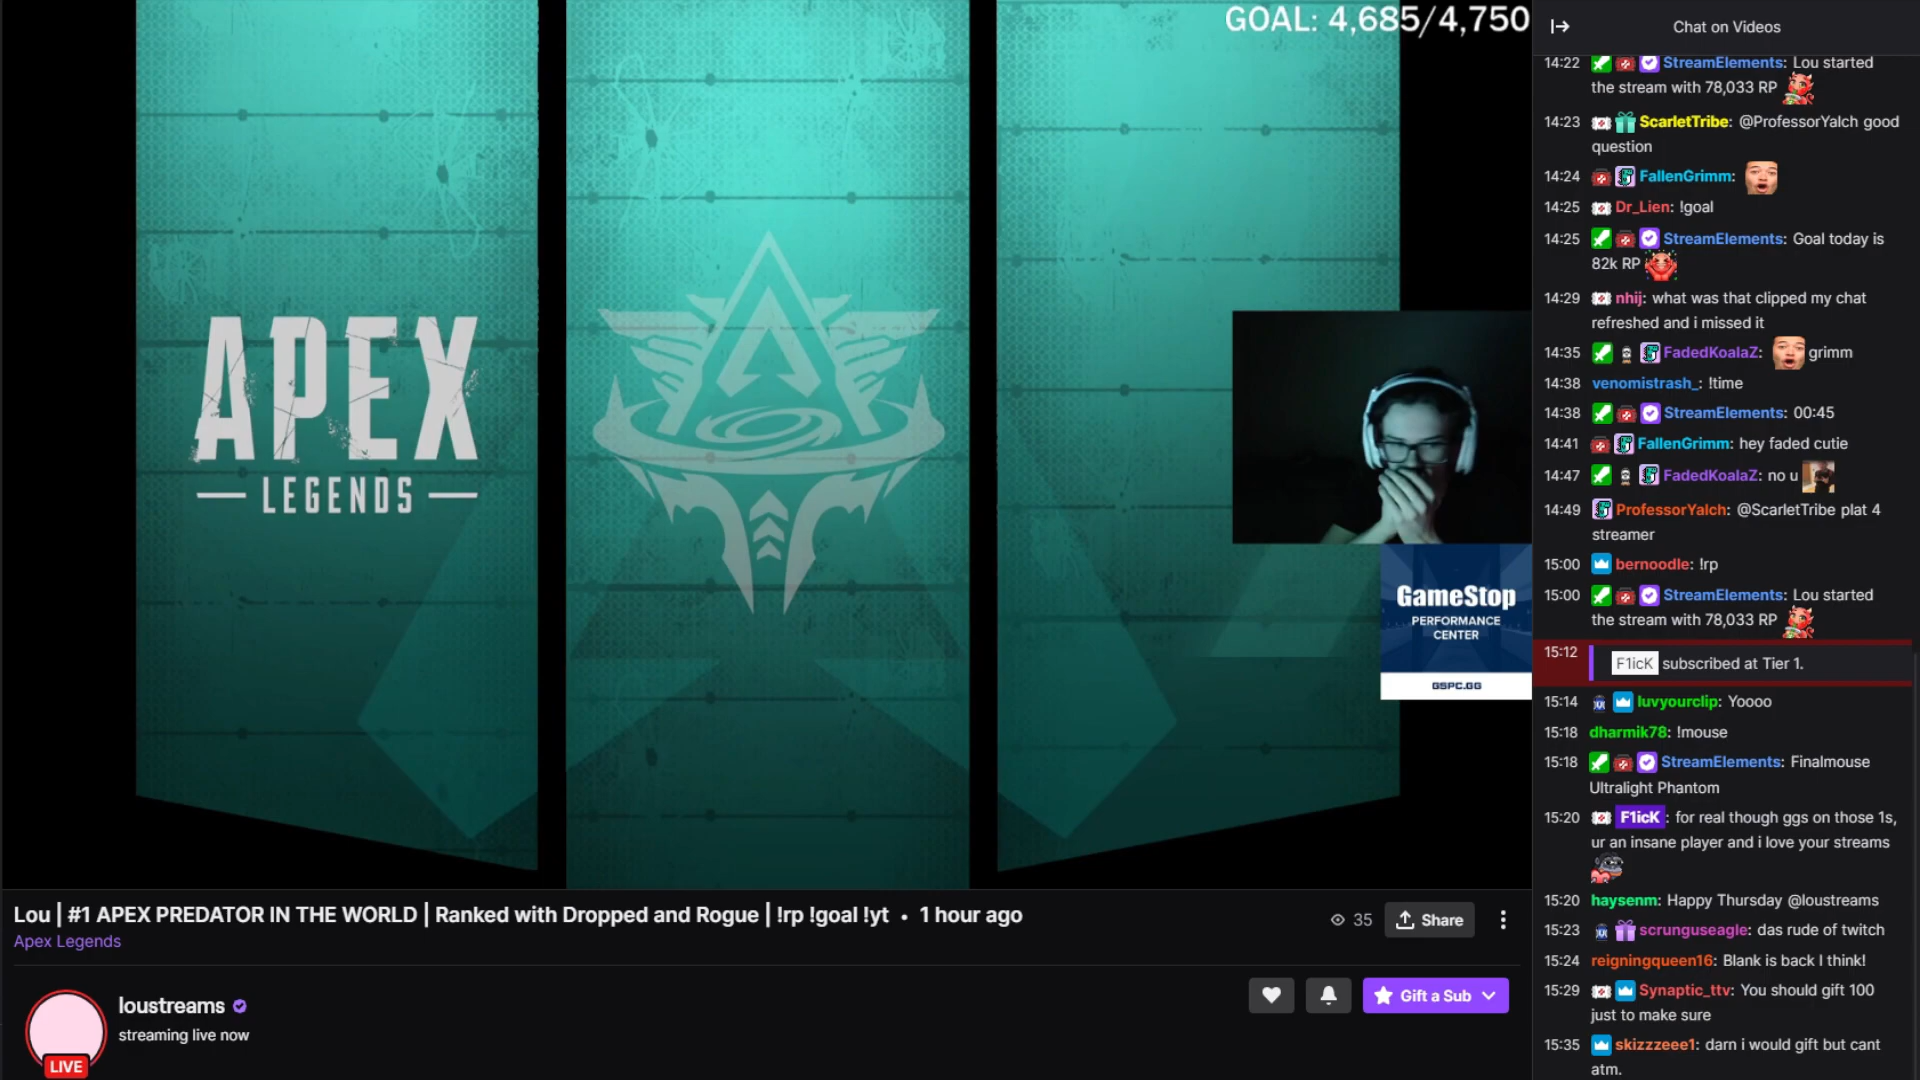 GOAL: 4,685/4,750
APEX
LEGENDS
GameStop
PERFORMANCE
CENTER
GSPC.GG
Lou | #1 APEX PREDATOR IN THE WORLD | Ranked with Dropped and Rogue | !rp !goal !yt • 1 hour ago
Apex Legends
35
Share
loustreams
streaming live now
LIVE
Gift a Sub
Chat on Videos
14:22 StreamElements: Lou started
the stream with 78,033 RP
14:23 ScarletTribe: @ProfessorYalch good
question
14:24 FallenGrimm:
14:25 Dr_Lien: !goal
14:25 StreamElements: Goal today is
82k RP
14:29 nhij: what was that clipped my chat
refreshed and i missed it
14:35 FadedKoalaZ: grimm
14:38 venomistrash_: !time
14:38 StreamElements: 00:45
14:41 FallenGrimm: hey faded cutie
14:47 FadedKoalaZ: no u
14:49 ProfessorYalch: @ScarletTribe plat 4
streamer
15:00 bernoodle: !rp
15:00 StreamElements: Lou started
the stream with 78,033 RP
15:12 F1icK subscribed at Tier 1.
15:14 luvyourclip: Yoooo
15:18 dharmik78: !mouse
15:18 StreamElements: Finalmouse
Ultralight Phantom
15:20 F1icK: for real though ggs on those 1s,
ur an insane player and i love your streams
15:20 haysenm: Happy Thursday @loustreams
15:23 scrunguseagle: das rude of twitch
15:24 reigningqueen16: Blank is back I think!
15:29 Synaptic_ttv: You should gift 100
just to make sure
15:35 skizzzeee1: darn i would gift but cant
atm.